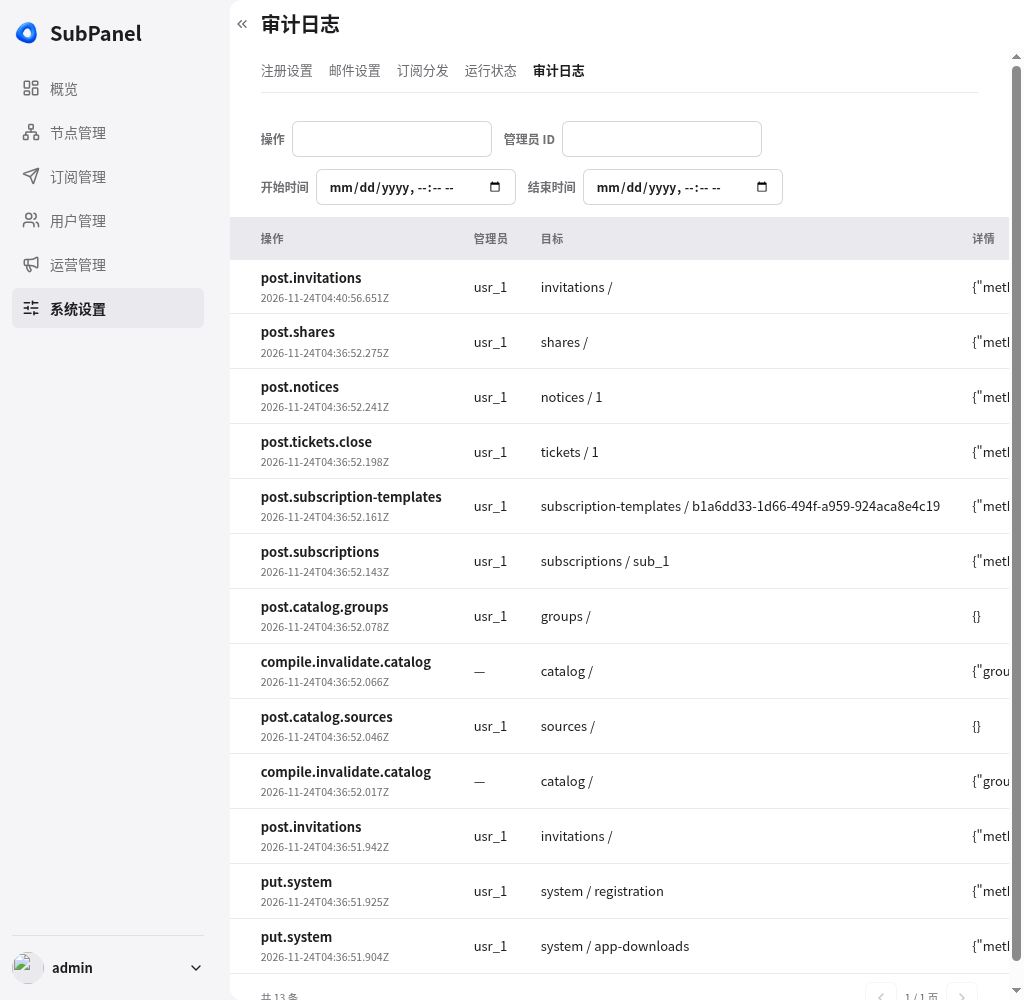 SubPanel
概览
节点管理
订阅管理
用户管理
运营管理
系统设置
admin
«
审计日志
注册设置 邮件设置 订阅分发 运行状态 审计日志
操作 管理员 ID
开始时间 mm/dd/yyyy, --:-- -- 结束时间 mm/dd/yyyy, --:-- --
操作 管理员 目标 详情
post.invitations
2026-11-24T04:40:56.651Z
usr_1 invitations /
post.shares
2026-11-24T04:36:52.275Z
usr_1 shares /
post.notices
2026-11-24T04:36:52.241Z
usr_1 notices / 1
post.tickets.close
2026-11-24T04:36:52.198Z
usr_1 tickets / 1
post.subscription-templates
2026-11-24T04:36:52.161Z
usr_1 subscription-templates / b1a6dd33-1d66-494f-a959-924aca8e4c19
post.subscriptions
2026-11-24T04:36:52.143Z
usr_1 subscriptions / sub_1
post.catalog.groups
2026-11-24T04:36:52.078Z
usr_1 groups / {}
compile.invalidate.catalog
2026-11-24T04:36:52.066Z
— catalog / {"grou
post.catalog.sources
2026-11-24T04:36:52.046Z
usr_1 sources / {}
compile.invalidate.catalog
2026-11-24T04:36:52.017Z
— catalog / {"grou
post.invitations
2026-11-24T04:36:51.942Z
usr_1 invitations /
put.system
2026-11-24T04:36:51.925Z
usr_1 system / registration
put.system
2026-11-24T04:36:51.904Z
usr_1 system / app-downloads
共 13 条 1 / 1 页